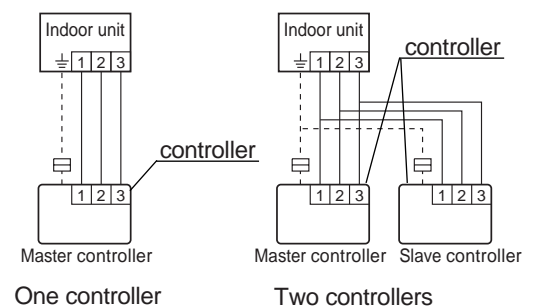 Indoor unit
1 2 3
controller
1 2 3
Master controller
One controller
Indoor unit
controller
1 2 3
1 2 3
1 2 3
Master controller
Slave controller
Two controllers